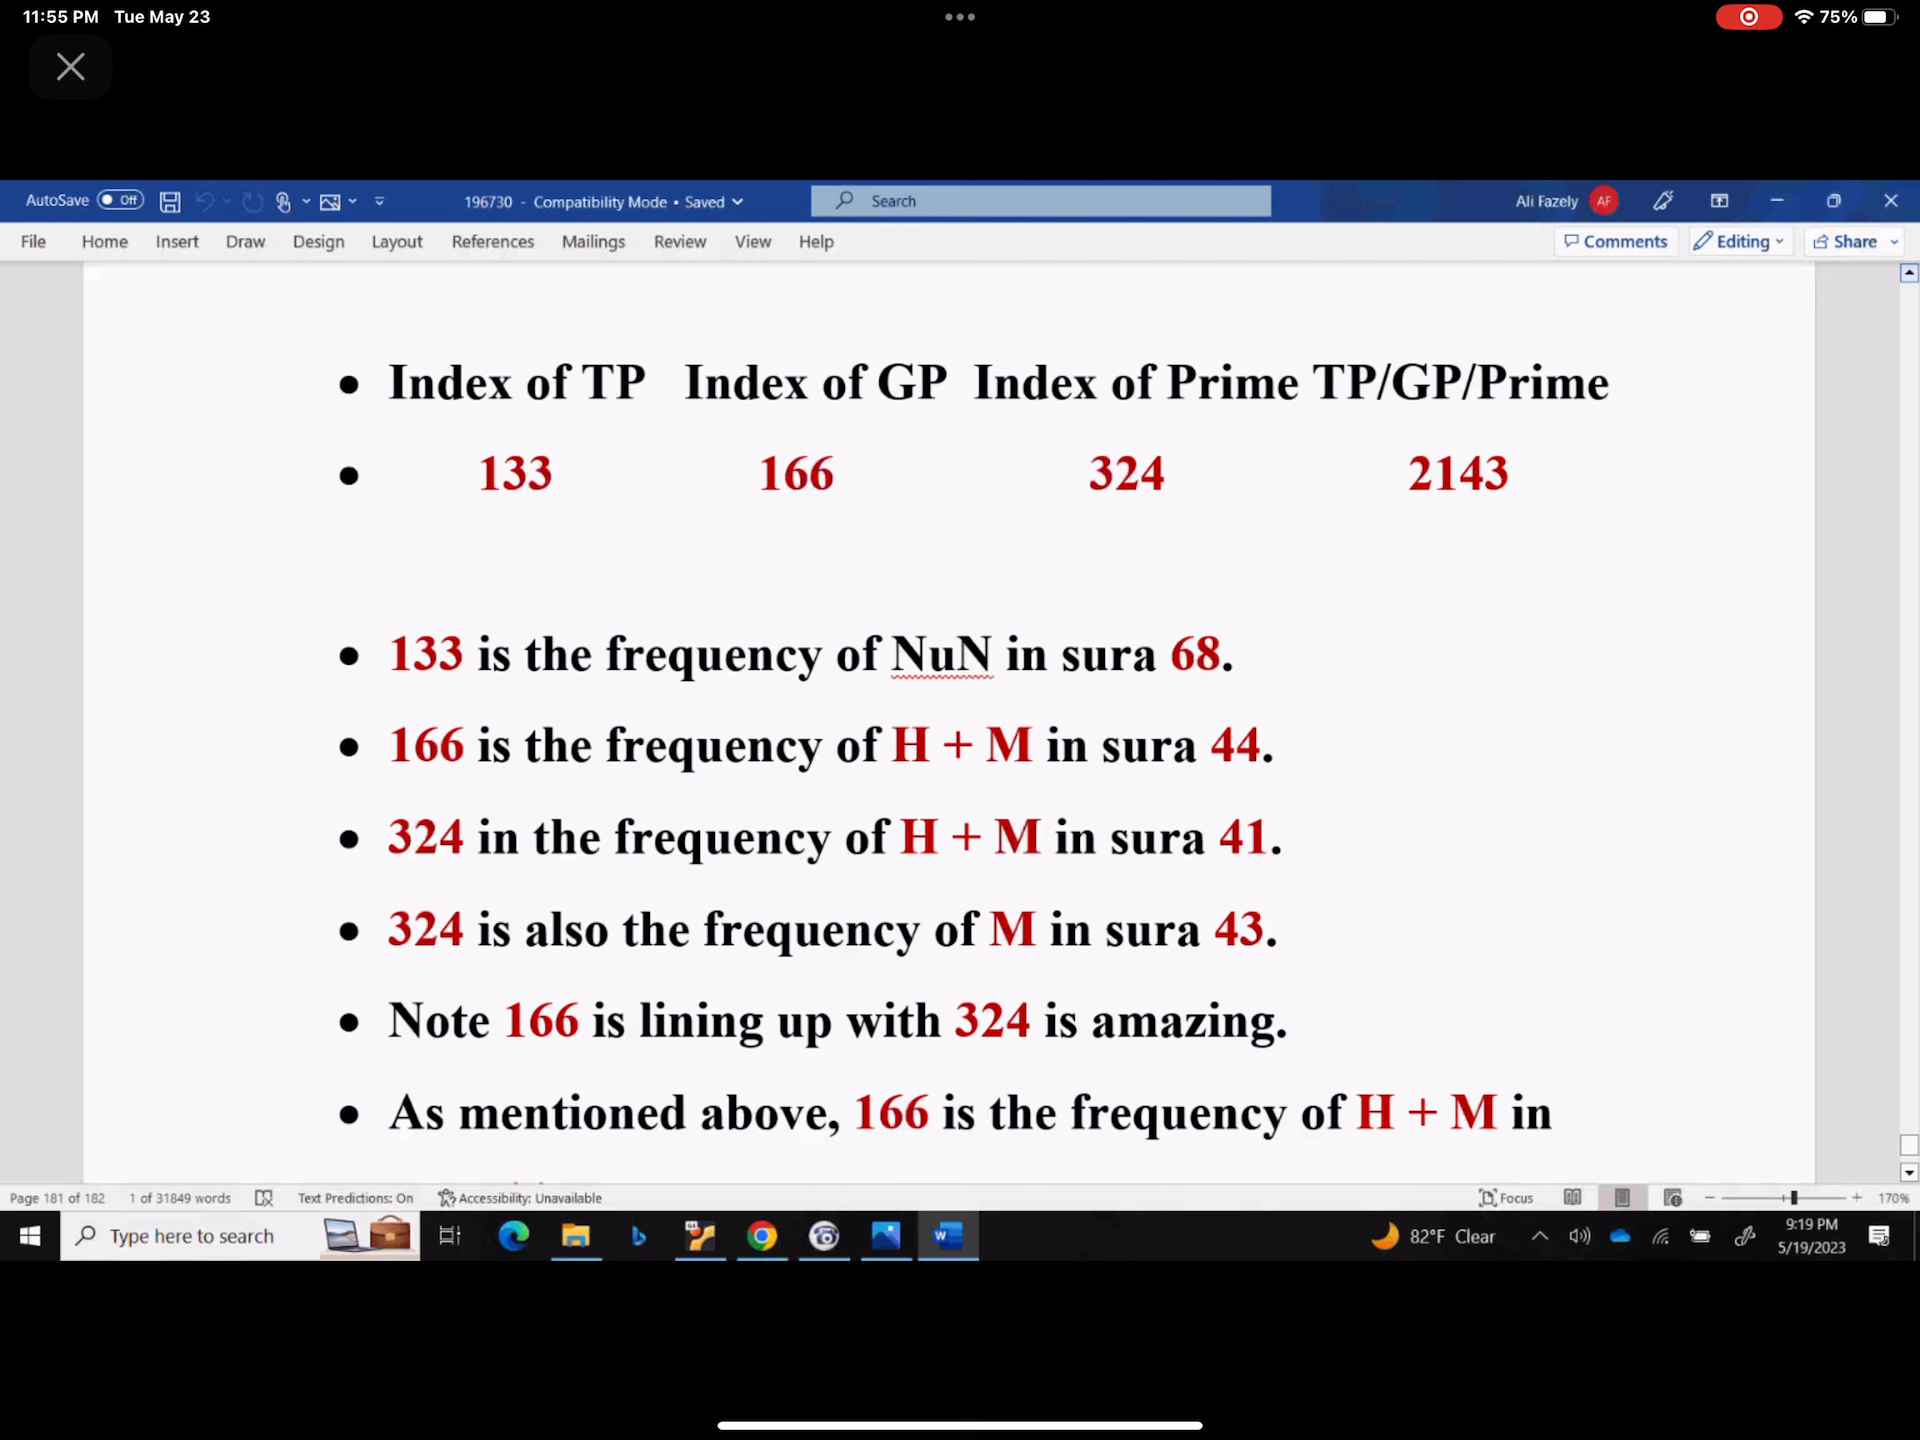 11:55 PM Tue May 23
75%
AutoSave Off 196730 - Compatibility Mode • Saved Search Ali Fazely AF
File Home Insert Draw Design Layout References Mailings Review View Help Comments Editing Share
• Index of TP Index of GP Index of Prime TP/GP/Prime
• 133 166 324 2143
• 133 is the frequency of NuN in sura 68.
• 166 is the frequency of H + M in sura 44.
• 324 in the frequency of H + M in sura 41.
• 324 is also the frequency of M in sura 43.
• Note 166 is lining up with 324 is amazing.
• As mentioned above, 166 is the frequency of H + M in
Page 181 of 182 1 of 31849 words Text Predictions: On Accessibility: Unavailable Focus 170%
Type here to search 82°F Clear 9:19 PM
5/19/2023